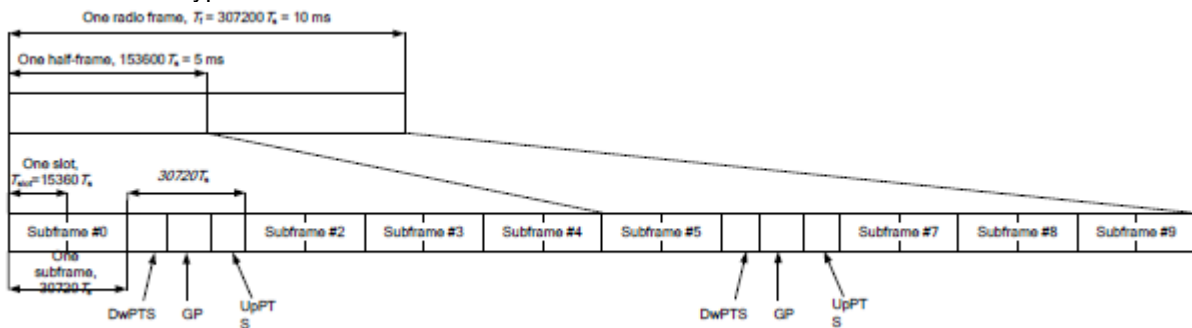 One radio frame, Tf = 307200 Ts = 10 ms
One half-frame, 153600 Ts = 5 ms
One slot,
Tslot=15360 Ts
30720Ts
Subframe #0
Subframe #2
Subframe #3
Subframe #4
Subframe #5
Subframe #7
Subframe #8
Subframe #9
One
subframe,
30720Ts
DwPTS
GP
UpPT
S
DwPTS
GP
UpPT
S